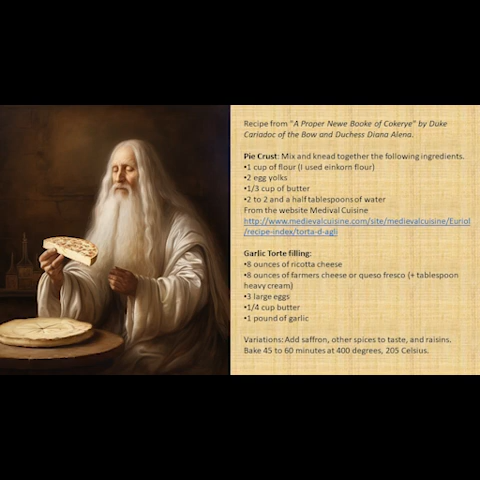 Recipe from "A Proper Newe Booke of Cokerye" by Duke
Cariadoc of the Bow and Duchess Diana Alena.
Pie Crust: Mix and knead together the following ingredients.
•1 cup of flour (I used einkorn flour)
•2 egg yolks
•1/3 cup of butter
•2 to 2 and a half tablespoons of water
From the website Medival Cuisine
http://www.medievalcuisine.com/site/medievalcuisine/Euriol
/recipe-index/torta-d-agli
Garlic Torte filling:
•8 ounces of ricotta cheese
•8 ounces of farmers cheese or queso fresco (+ tablespoon
heavy cream)
•3 large eggs
•1/4 cup butter
•1 pound of garlic
Variations: Add saffron, other spices to taste, and raisins.
Bake 45 to 60 minutes at 400 degrees, 205 Celsius.